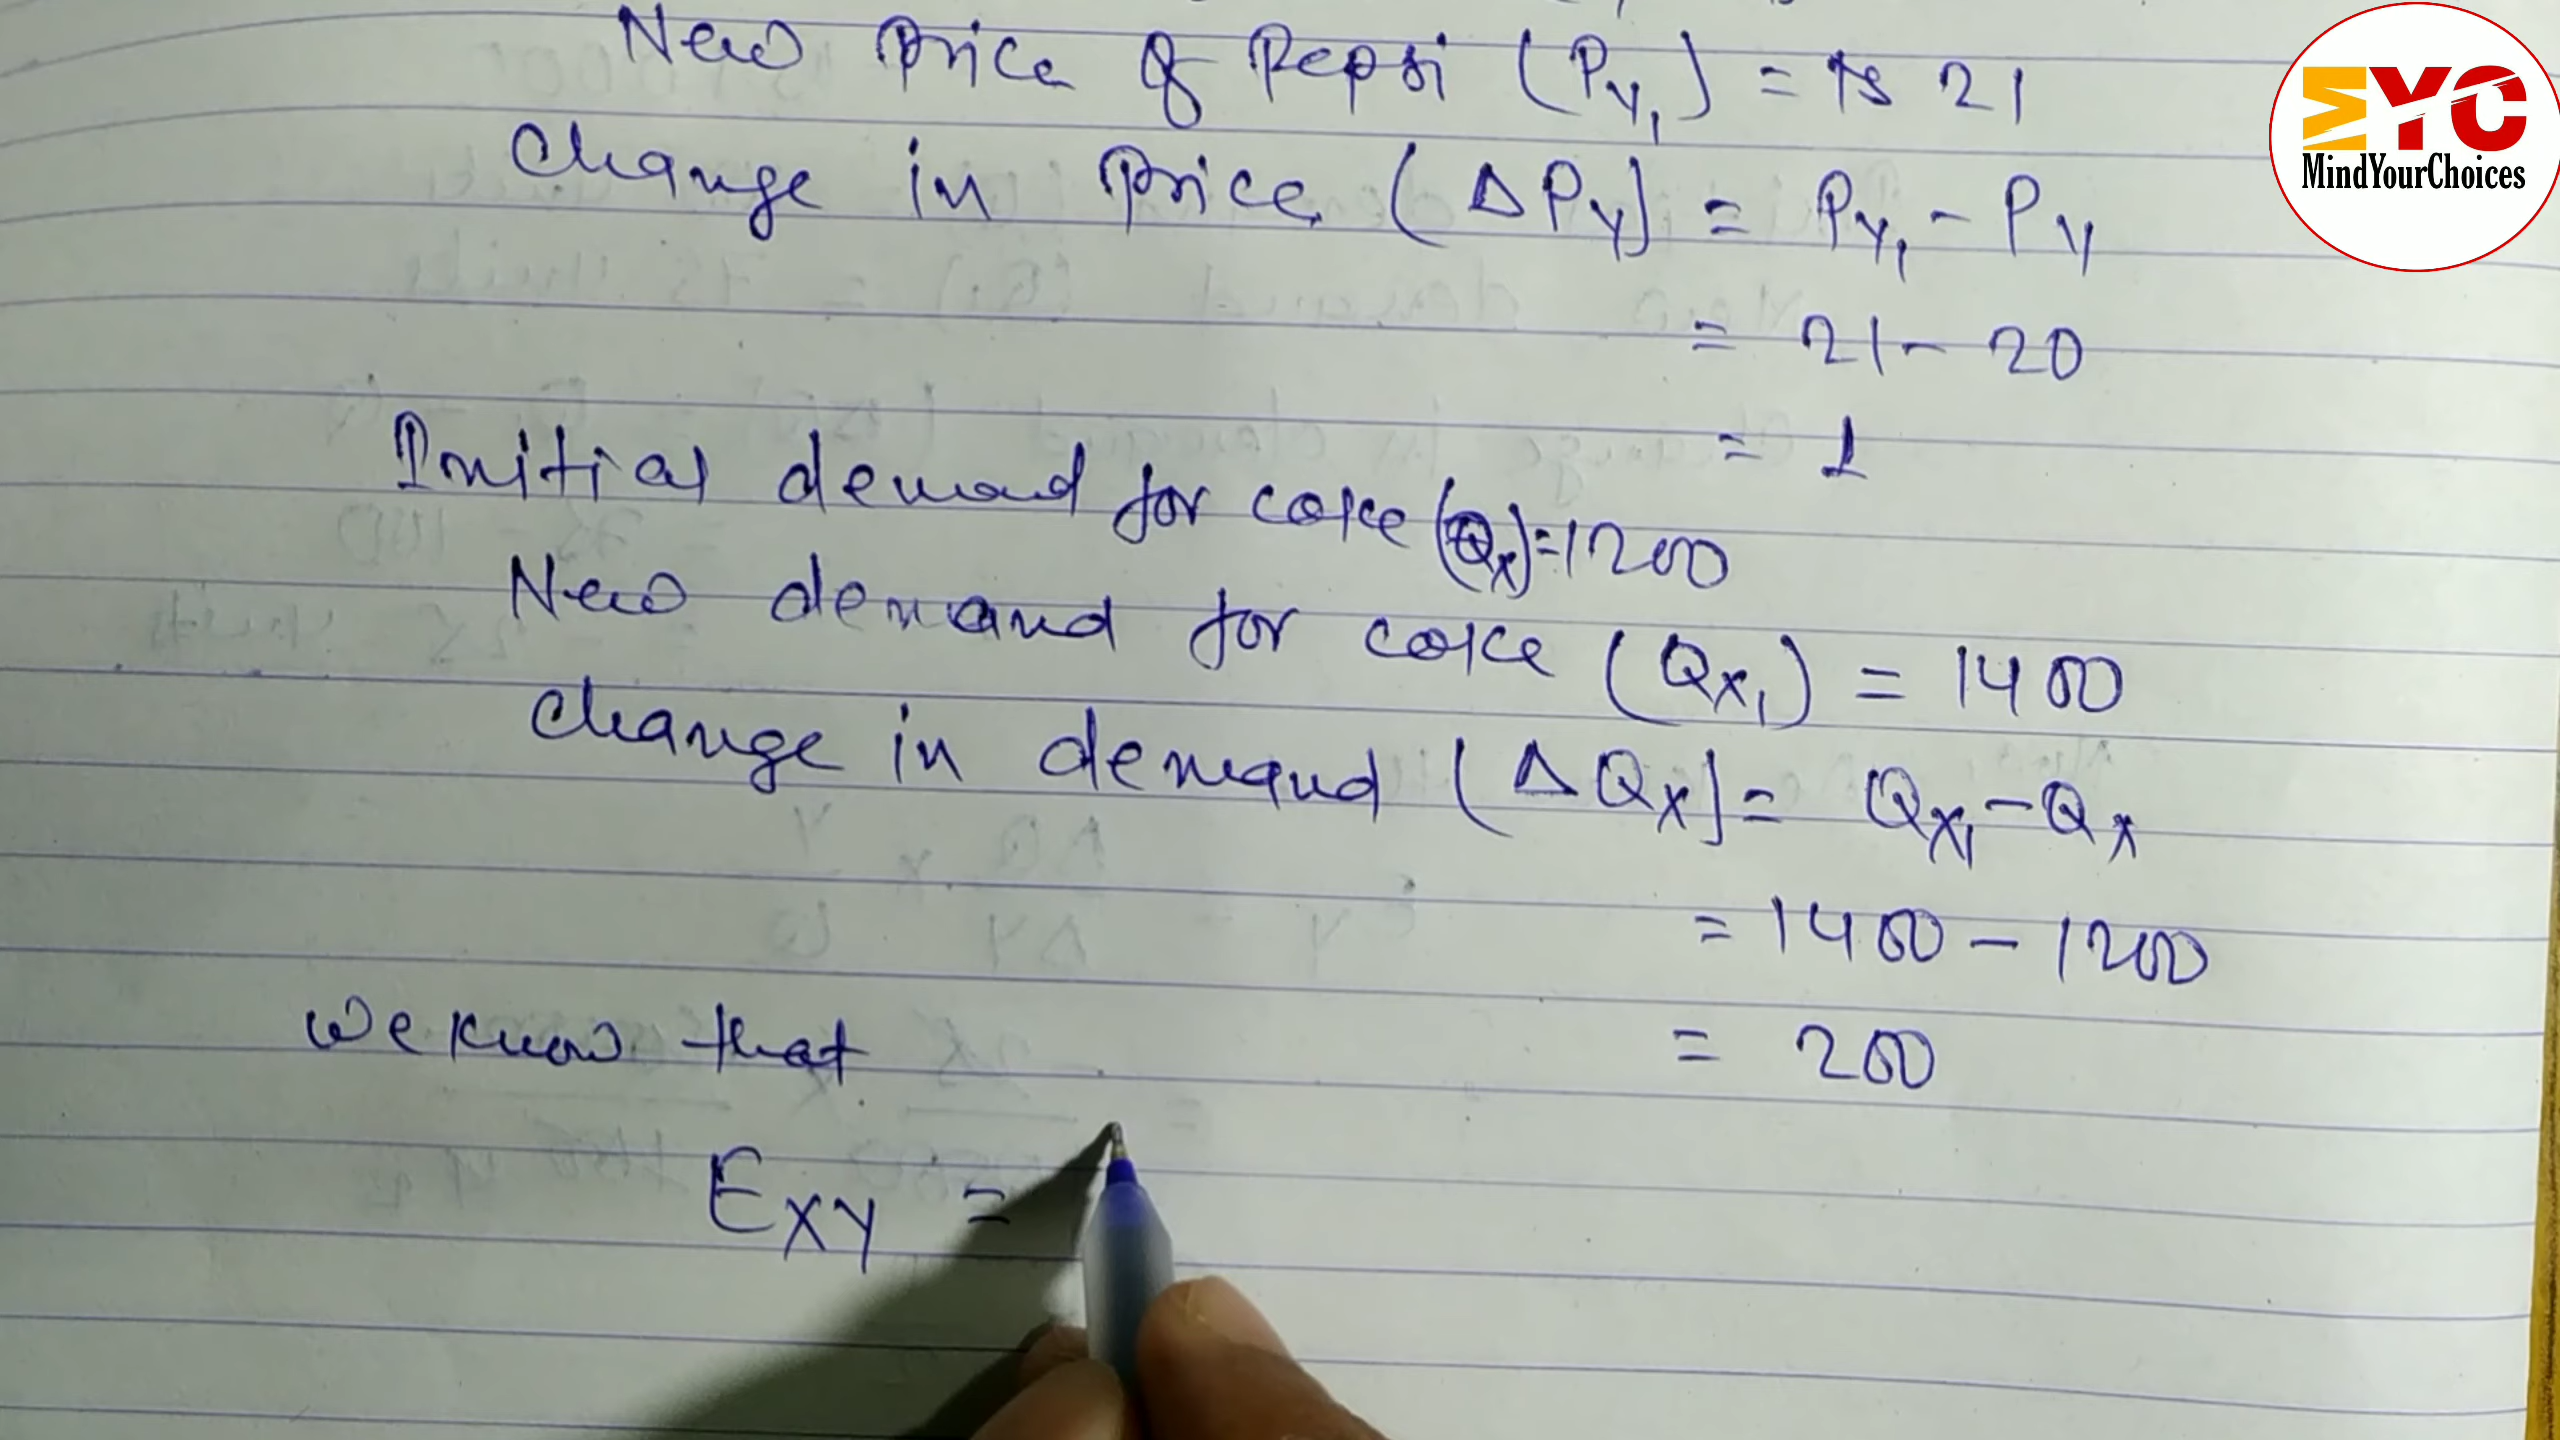 New Price of Pepsi (Py₁) = Rs 21
MYC
MindYourChoices
Change in Price (ΔPy) = Py₁ - Py
= 21 - 20
= 1
Initial demand for coke (Qx) = 1200
New demand for coke (Qx₁) = 1400
Change in demand (ΔQx) = Qx₁ - Qx
= 1400 - 1200
= 200
We know that
Exy =